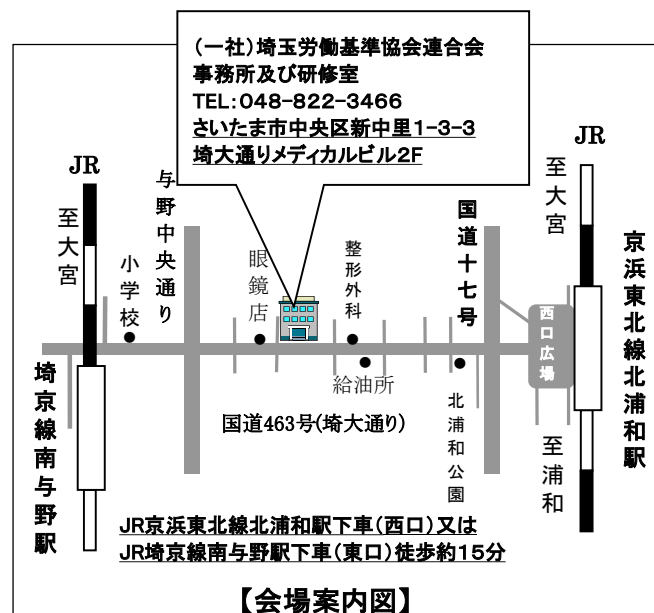 (一社)埼玉労働基準協会連合会
事務所及び研修室
TEL:048-822-3466
さいたま市中央区新中里1-3-3
埼大通りメディカルビル2F
JR
至大宮
小学校
与野中央通り
眼鏡店
整形外科
国道十七号
JR
至大宮
京浜東北線北浦和駅
西口広場
埼京線南与野駅
給油所
国道463号(埼大通り)
北浦和公園
至浦和
JR京浜東北線北浦和駅下車(西口)又は
JR埼京線南与野駅下車(東口)徒歩約15分
【会場案内図】